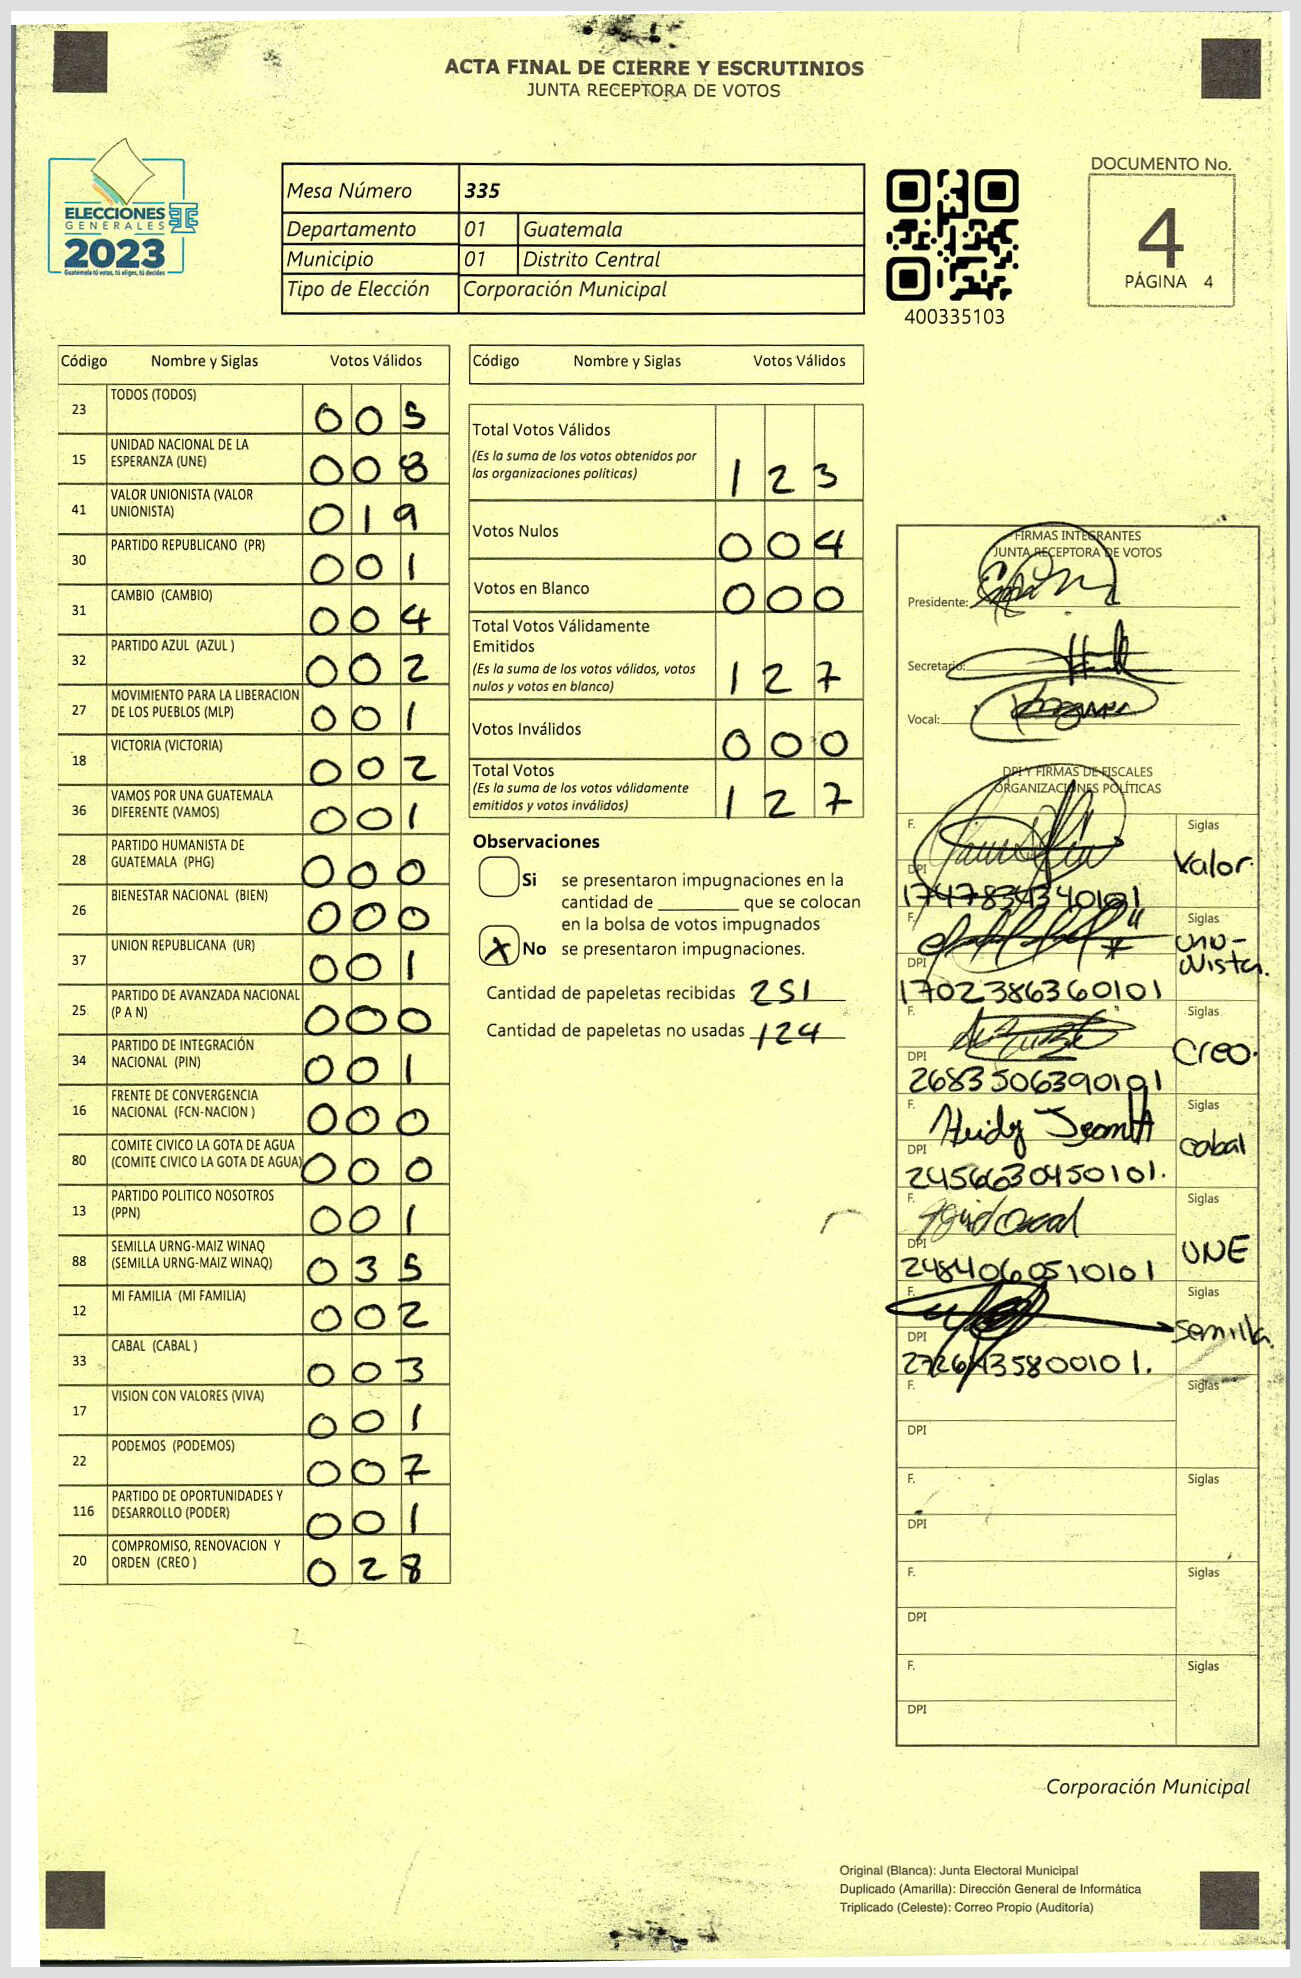 ACTA FINAL DE CIERRE Y ESCRUTINIOS
JUNTA RECEPTORA DE VOTOS
ELECCIONES
GENERALES
2023
Guatemala tú votas, tú eliges, tú decides
Mesa Número 335
Departamento 01 Guatemala
Municipio 01 Distrito Central
Tipo de Elección Corporación Municipal
400335103
DOCUMENTO No.
4
PÁGINA 4
Código Nombre y Siglas Votos Válidos
23 TODOS (TODOS) 005
15 UNIDAD NACIONAL DE LA
ESPERANZA (UNE) 008
41 VALOR UNIONISTA (VALOR
UNIONISTA) 019
30 PARTIDO REPUBLICANO (PR) 001
31 CAMBIO (CAMBIO) 004
32 PARTIDO AZUL (AZUL ) 002
27 MOVIMIENTO PARA LA LIBERACION
DE LOS PUEBLOS (MLP) 001
18 VICTORIA (VICTORIA) 002
36 VAMOS POR UNA GUATEMALA
DIFERENTE (VAMOS) 001
28 PARTIDO HUMANISTA DE
GUATEMALA (PHG) 000
26 BIENESTAR NACIONAL (BIEN) 000
37 UNION REPUBLICANA (UR) 001
25 PARTIDO DE AVANZADA NACIONAL
(P A N) 000
34 PARTIDO DE INTEGRACIÓN
NACIONAL (PIN) 001
16 FRENTE DE CONVERGENCIA
NACIONAL (FCN-NACION ) 000
80 COMITE CIVICO LA GOTA DE AGUA
(COMITE CIVICO LA GOTA DE AGUA) 000
13 PARTIDO POLITICO NOSOTROS
(PPN) 001
88 SEMILLA URNG-MAIZ WINAQ
(SEMILLA URNG-MAIZ WINAQ) 035
12 MI FAMILIA (MI FAMILIA) 002
33 CABAL (CABAL ) 003
17 VISION CON VALORES (VIVA) 001
22 PODEMOS (PODEMOS) 007
116 PARTIDO DE OPORTUNIDADES Y
DESARROLLO (PODER) 001
20 COMPROMISO, RENOVACION Y
ORDEN (CREO ) 028
Código Nombre y Siglas Votos Válidos
Total Votos Válidos
(Es la suma de los votos obtenidos por
las organizaciones políticas) 123
Votos Nulos 004
Votos en Blanco 000
Total Votos Válidamente
Emitidos
(Es la suma de los votos válidos, votos
nulos y votos en blanco) 127
Votos Inválidos 000
Total Votos
(Es la suma de los votos válidamente
emitidos y votos inválidos) 127
Observaciones
Si se presentaron impugnaciones en la
cantidad de ________ que se colocan
en la bolsa de votos impugnados
X No se presentaron impugnaciones.
Cantidad de papeletas recibidas 251
Cantidad de papeletas no usadas 124
FIRMAS INTEGRANTES
JUNTA RECEPTORA DE VOTOS
Presidente:
Secretario:
Vocal:
DPI Y FIRMAS DE FISCALES
ORGANIZACIONES POLÍTICAS
F. Siglas
Valor.
DPI
1747834340101
F. Siglas
unio-
nista.
DPI
1702386360101
F. Siglas
Creo.
DPI
2683506390101
F. Siglas
Heidy
cabal
DPI
2456630450101.
F. Siglas
UNE
DPI
2484060510101
F. Siglas
semilla.
DPI
F. Siglas
DPI
F. Siglas
DPI
F. Siglas
DPI
F. Siglas
DPI
Corporación Municipal
Original (Blanca): Junta Electoral Municipal
Duplicado (Amarilla): Dirección General de Informática
Triplicado (Celeste): Correo Propio (Auditoría)